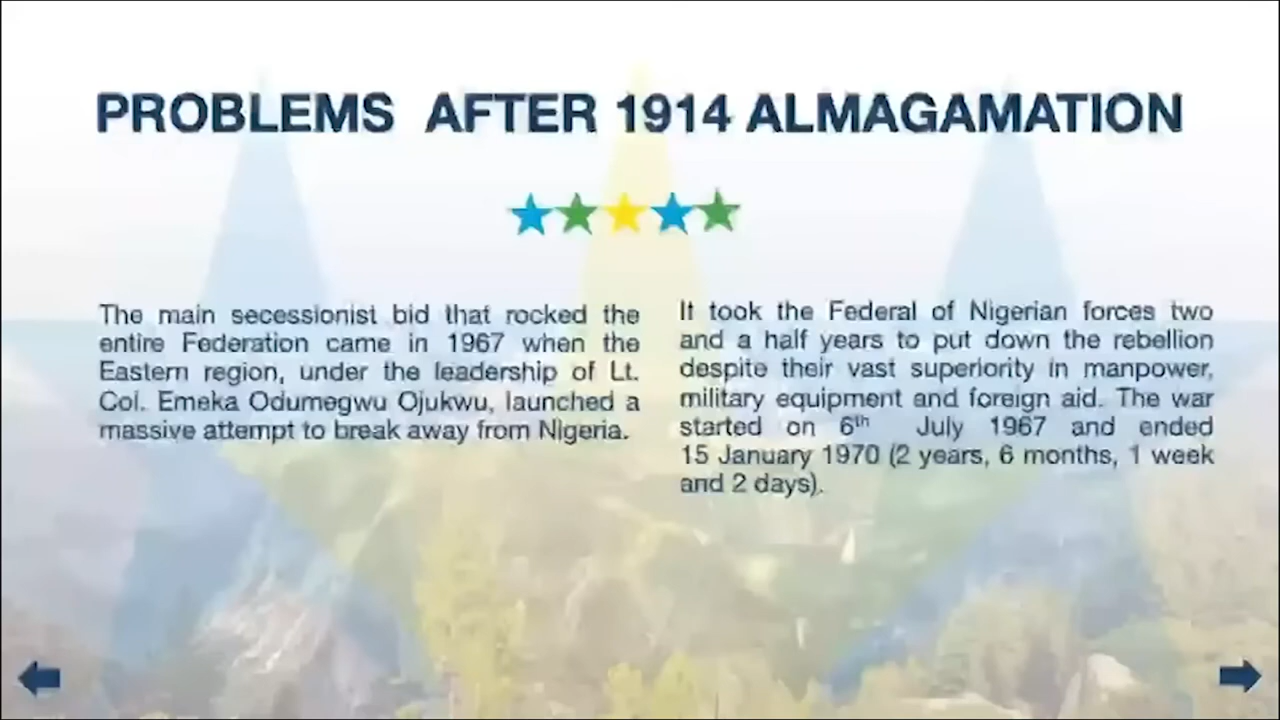 PROBLEMS AFTER 1914 ALMAGAMATION
The main secessionist bid that rocked the
entire Federation came in 1967 when the
Eastern region, under the leadership of Lt.
Col. Emeka Odumegwu Ojukwu, launched a
massive attempt to break away from Nigeria.
It took the Federal of Nigerian forces two
and a half years to put down the rebellion
despite their vast superiority in manpower,
military equipment and foreign aid. The war
started on 6th July 1967 and ended
15 January 1970 (2 years, 6 months, 1 week
and 2 days).